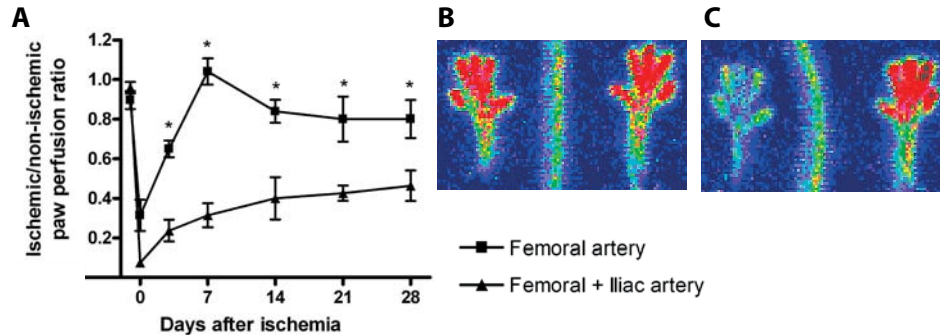 A
B
C
Ischemic/non-ischemic
paw perfusion ratio
1.2
1.0
0.8
0.6
0.4
0.2
*
*
*
*
*
0
7
14
21
28
Days after ischemia
Femoral artery
Femoral + Iliac artery